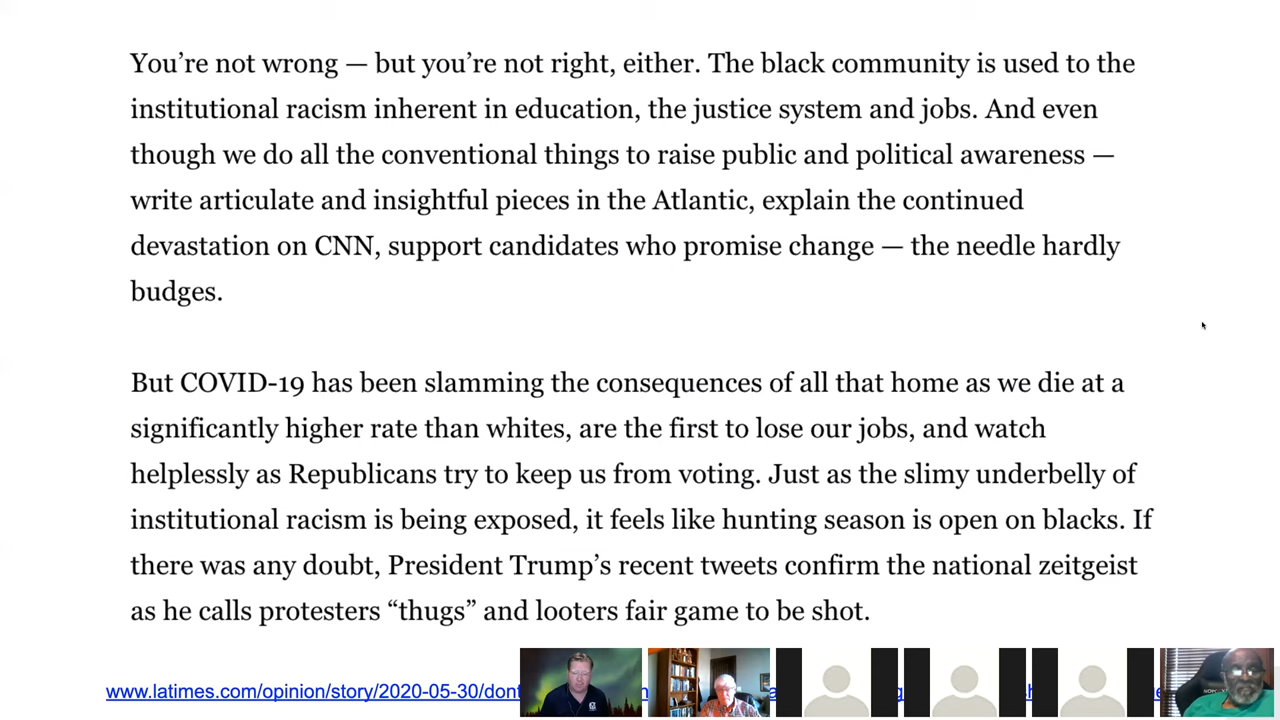 You’re not wrong — but you’re not right, either. The black community is used to the
institutional racism inherent in education, the justice system and jobs. And even
though we do all the conventional things to raise public and political awareness —
write articulate and insightful pieces in the Atlantic, explain the continued
devastation on CNN, support candidates who promise change — the needle hardly
budges.
But COVID-19 has been slamming the consequences of all that home as we die at a
significantly higher rate than whites, are the first to lose our jobs, and watch
helplessly as Republicans try to keep us from voting. Just as the slimy underbelly of
institutional racism is being exposed, it feels like hunting season is open on blacks. If
there was any doubt, President Trump’s recent tweets confirm the national zeitgeist
as he calls protesters “thugs” and looters fair game to be shot.
www.latimes.com/opinion/story/2020-05-30/dont